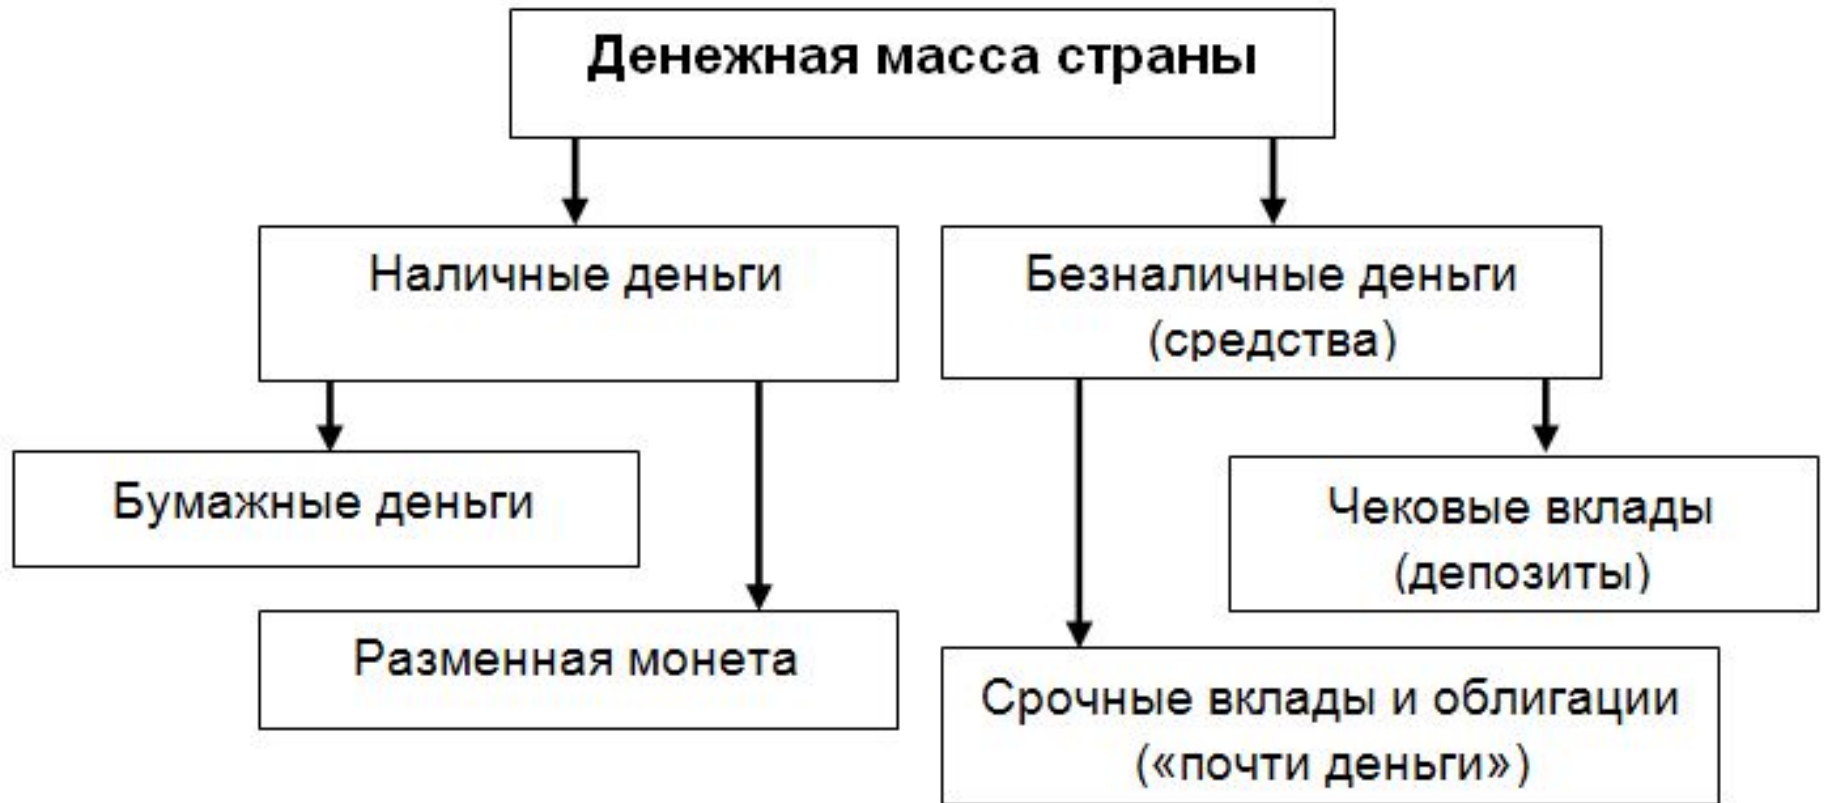 Денежная масса страны
Наличные деньги
Безналичные деньги
(средства)
Бумажные деньги
Чековые вклады
(депозиты)
Разменная монета
Срочные вклады и облигации
(«почти деньги»)